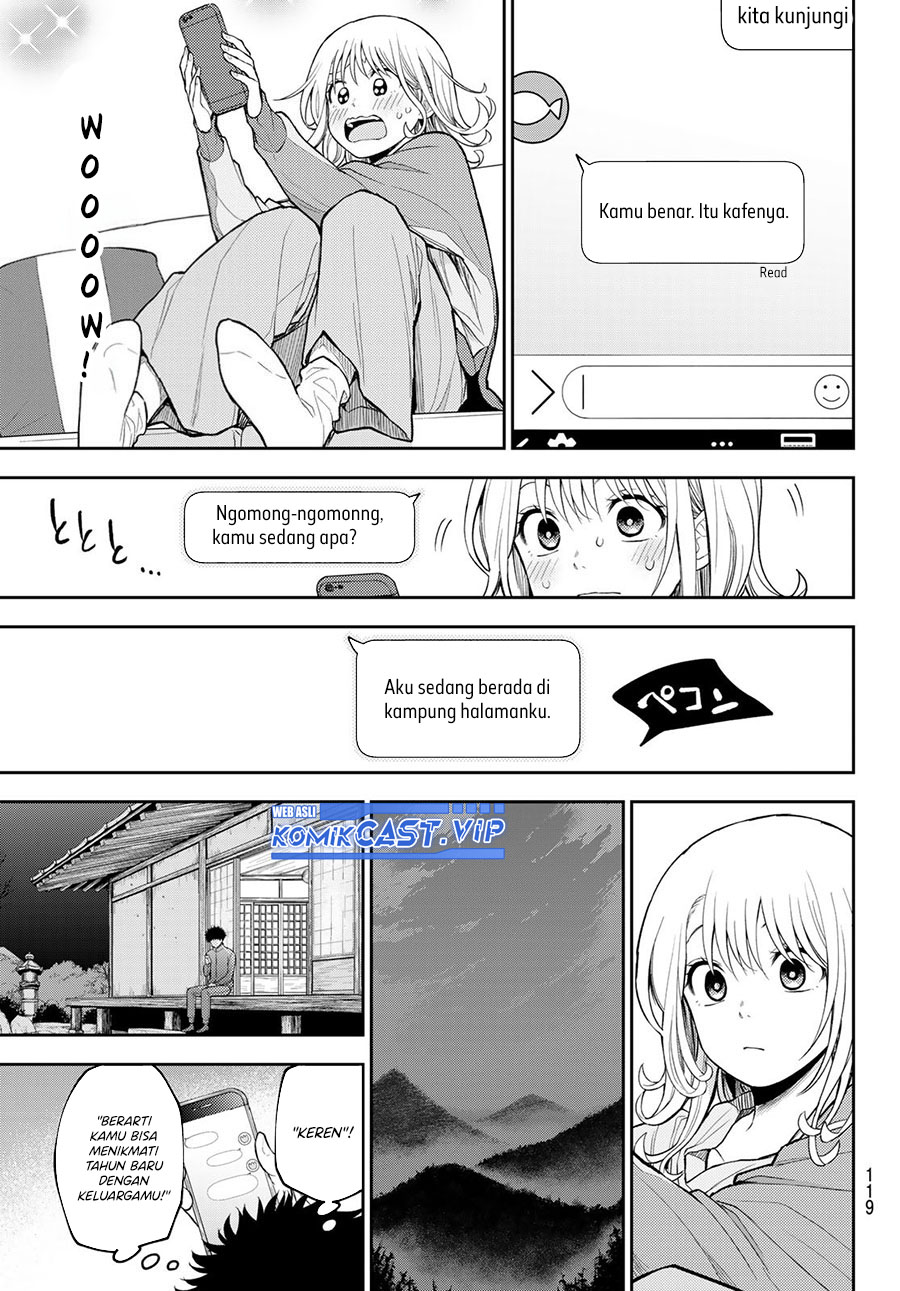 kita kunjungi
Kamu benar. Itu kafenya.
Read
WOOOOW!
Ngomong-ngomonng,
kamu sedang apa?
ととと...
ペコン
Aku sedang berada di
kampung halamanku.
WEB ASLI
KOMIKCAST.VIP
"KEREN"!
"BERARTI
KAMU BISA
MENIKMATI
TAHUN BARU
DENGAN
KELUARGAMU!"
119